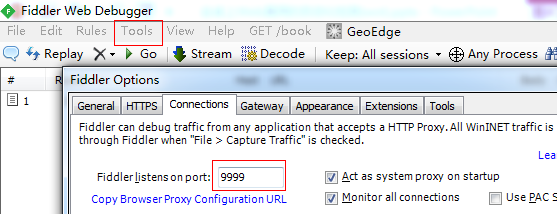 Fiddler Web Debugger
File Edit Rules Tools View Help GET /book GeoEdge
Replay Go Stream Decode Keep: All sessions Any Process
#
1
Fiddler Options
General HTTPS Connections Gateway Appearance Extensions Tools
Fiddler can debug traffic from any application that accepts a HTTP Proxy. All WinINET traffic is
through Fiddler when "File > Capture Traffic" is checked.
Lea
Fiddler listens on port: 9999 Act as system proxy on startup
Copy Browser Proxy Configuration URL Monitor all connections Use PAC S